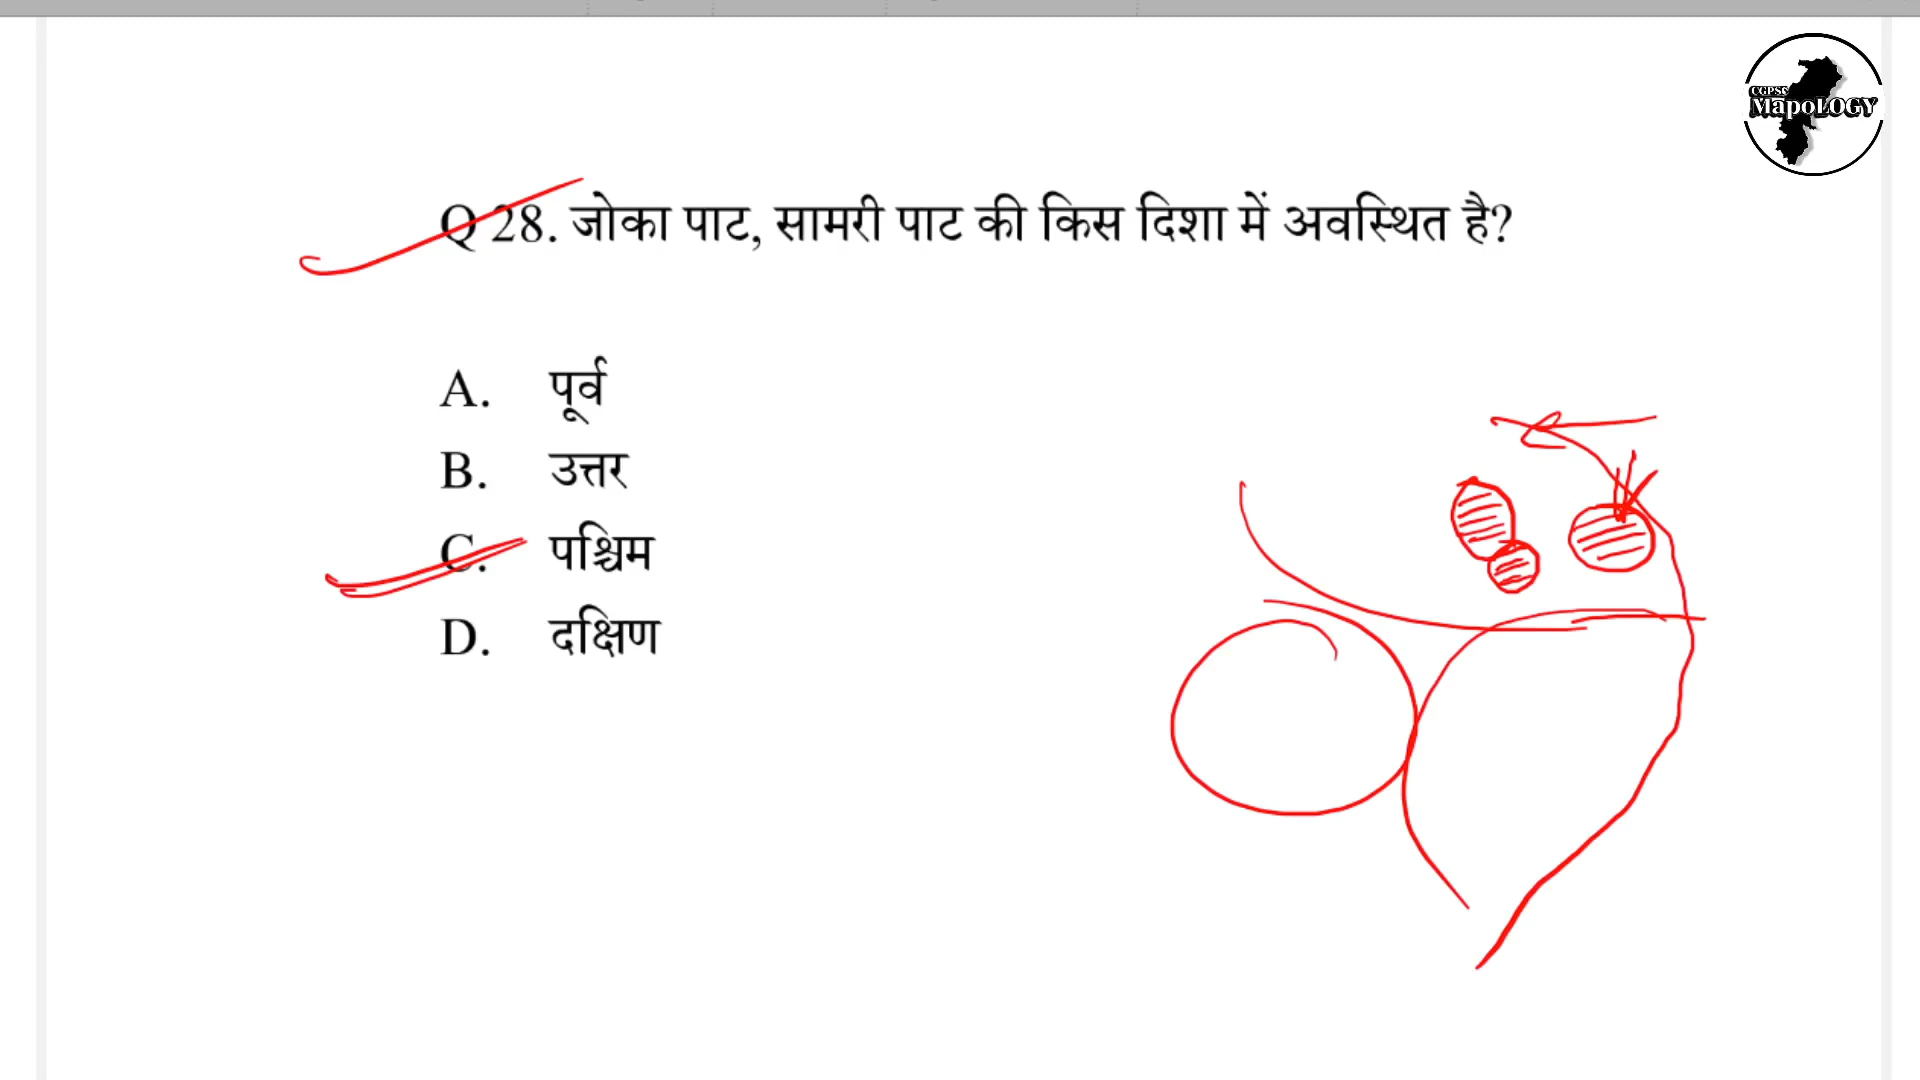 CGPSC
MapoLOGY
Q 28. जोका पाट, सामरी पाट की किस दिशा में अवस्थित है?
A. पूर्व
B. उत्तर
C. पश्चिम
D. दक्षिण